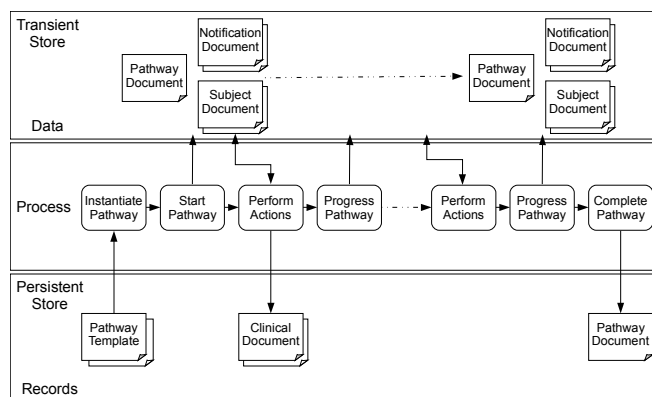 Transient
Store
Notification
Document
Pathway
Document
Subject
Document
Notification
Document
Pathway
Document
Subject
Document
Data
Process
Instantiate
Pathway
Start
Pathway
Perform
Actions
Progress
Pathway
Perform
Actions
Progress
Pathway
Complete
Pathway
Persistent
Store
Pathway
Template
Clinical
Document
Pathway
Document
Records